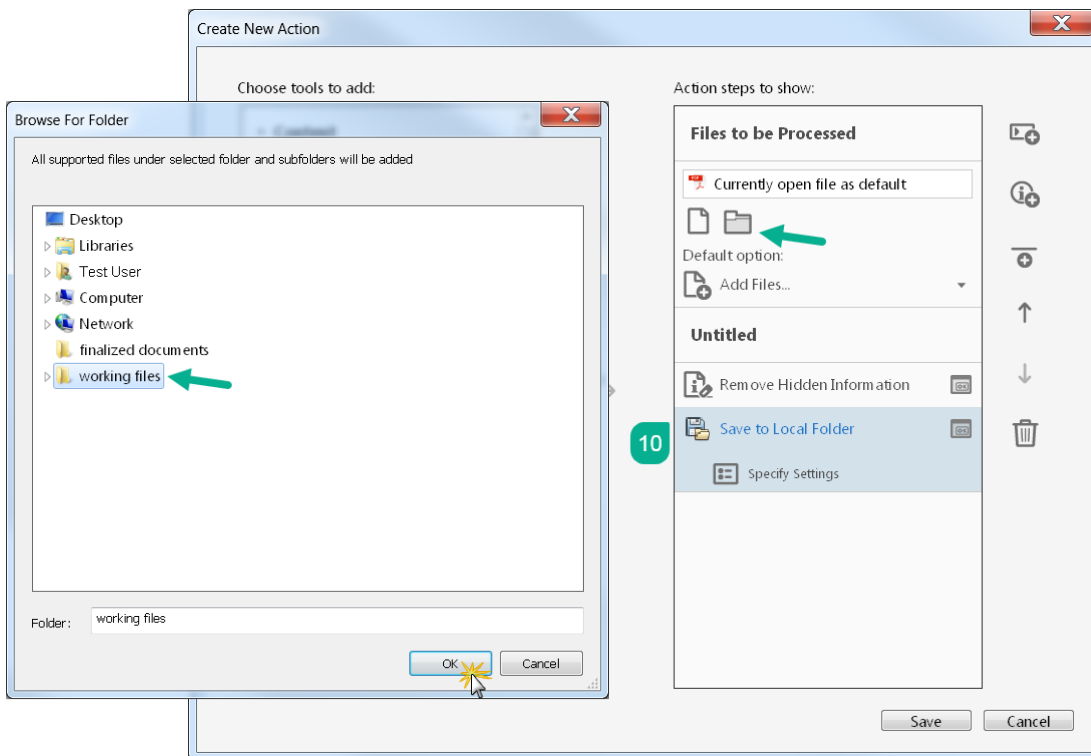 Create New Action
Choose tools to add:
Content
Action steps to show:
Browse For Folder
All supported files under selected folder and subfolders will be added
Desktop
Libraries
Test User
Computer
Network
finalized documents
working files
Folder:
working files
OK
Cancel
Files to be Processed
Currently open file as default
Default option:
Add Files...
Untitled
Remove Hidden Information
10
Save to Local Folder
Specify Settings
Save
Cancel